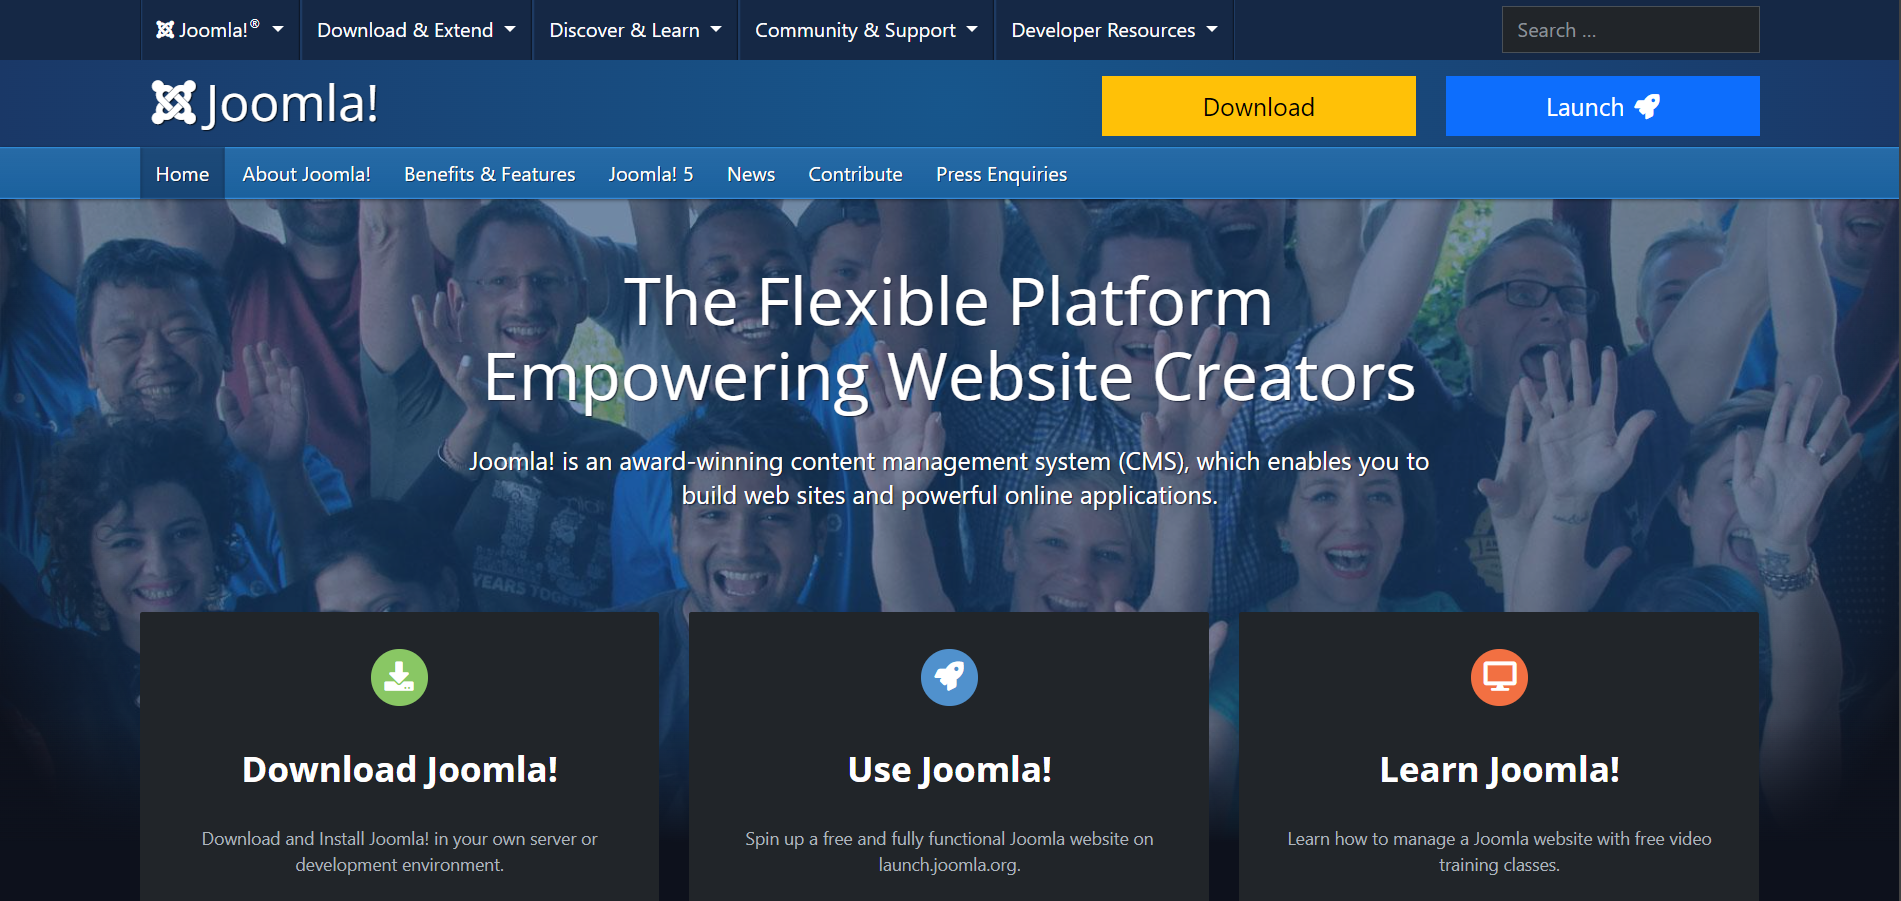 Joomla!® Download & Extend Discover & Learn Community & Support Developer Resources Search ...
Joomla! Download Launch
Home About Joomla! Benefits & Features Joomla! 5 News Contribute Press Enquiries
The Flexible Platform
Empowering Website Creators
Joomla! is an award-winning content management system (CMS), which enables you to
build web sites and powerful online applications.
YEARS TOGETHER
Download Joomla!
Download and Install Joomla! in your own server or
development environment.
Use Joomla!
Spin up a free and fully functional Joomla website on
launch.joomla.org.
Learn Joomla!
Learn how to manage a Joomla website with free video
training classes.